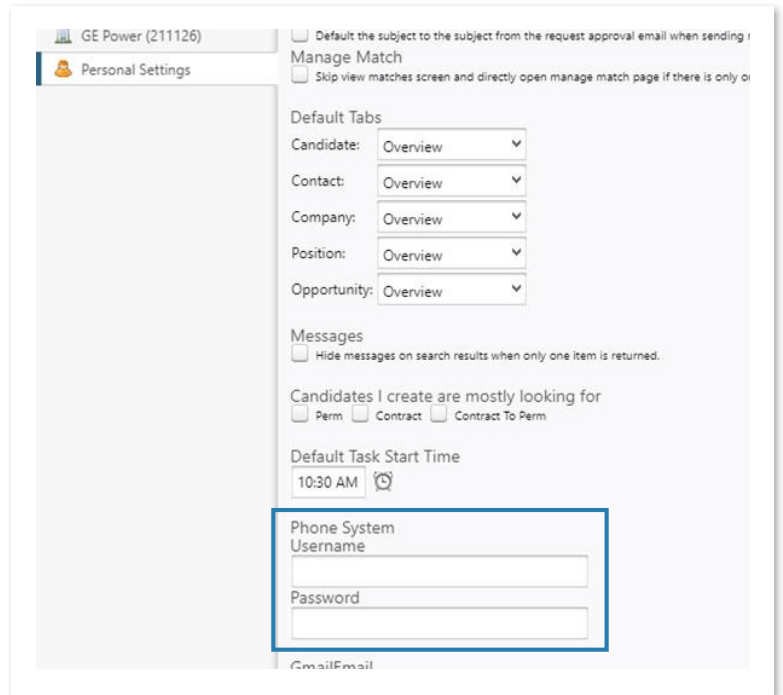 GE Power (211126)
Personal Settings
Default the subject to the subject from the request approval email when sending
Manage Match
Skip view matches screen and directly open manage match page if there is only
Default Tabs
Candidate: Overview
Contact: Overview
Company: Overview
Position: Overview
Opportunity: Overview
Messages
Hide messages on search results when only one item is returned.
Candidates I create are mostly looking for
Perm Contract Contract To Perm
Default Task Start Time
10:30 AM
Phone System
Username
Password
GmailEmail